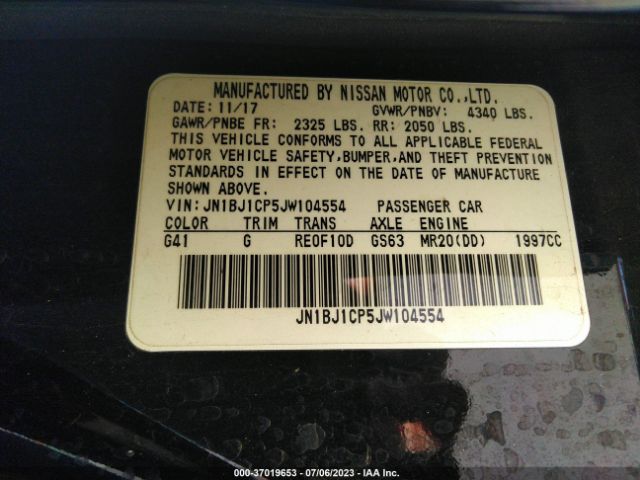 MANUFACTURED BY NISSAN MOTOR CO.,LTD.
DATE: 11/17 GVWR/PNBV: 4340 LBS.
GAWR/PNBE FR: 2325 LBS. RR: 2050 LBS.
THIS VEHICLE CONFORMS TO ALL APPLICABLE FEDERAL
MOTOR VEHICLE SAFETY,BUMPER,AND THEFT PREVENTION
STANDARDS IN EFFECT ON THE DATE OF MANUFACTURE
SHOWN ABOVE.
VIN: JN1BJ1CP5JW104554 PASSENGER CAR
COLOR TRIM TRANS AXLE ENGINE
G41 G RE0F10D GS63 MR20(DD) 1997CC
JN1BJ1CP5JW104554
000-37019653 - 07/06/2023 - IAA Inc.